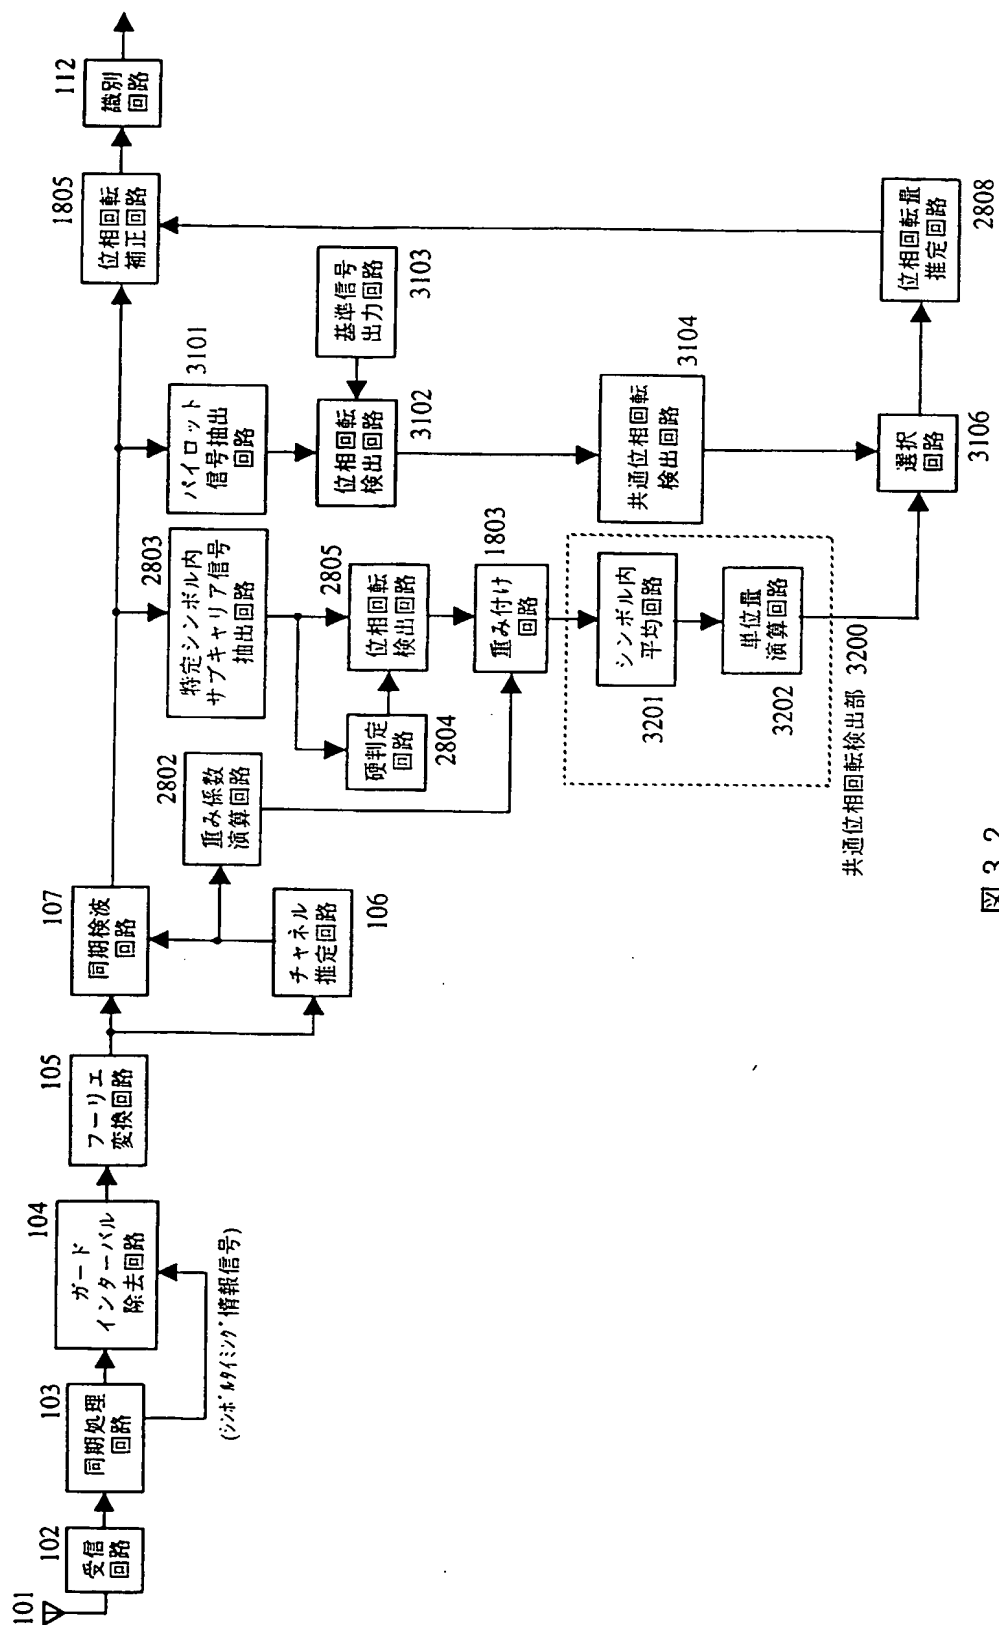 101
102
受信
回路
103
同期処理
回路
(シンボルタイミング情報信号)
104
ガード
インターバル
除去回路
105
フーリエ
変換回路
107
同期検波
回路
106
チャネル
推定回路
2802
重み係数
演算回路
2803
特定シンボル内
サブキャリア信号
抽出回路
2804
硬判定
回路
2805
位相回転
検出回路
1803
重み付け
回路
共通位相回転検出部 3200
3201
シンボル内
平均回路
3202
単位量
演算回路
3101
パイロット
信号抽出
回路
3102
位相回転
検出回路
3103
基準信号
出力回路
3104
共通位相回転
検出回路
3106
選択
回路
2808
位相回転量
推定回路
1805
位相回転
補正回路
112
識別
回路
図32